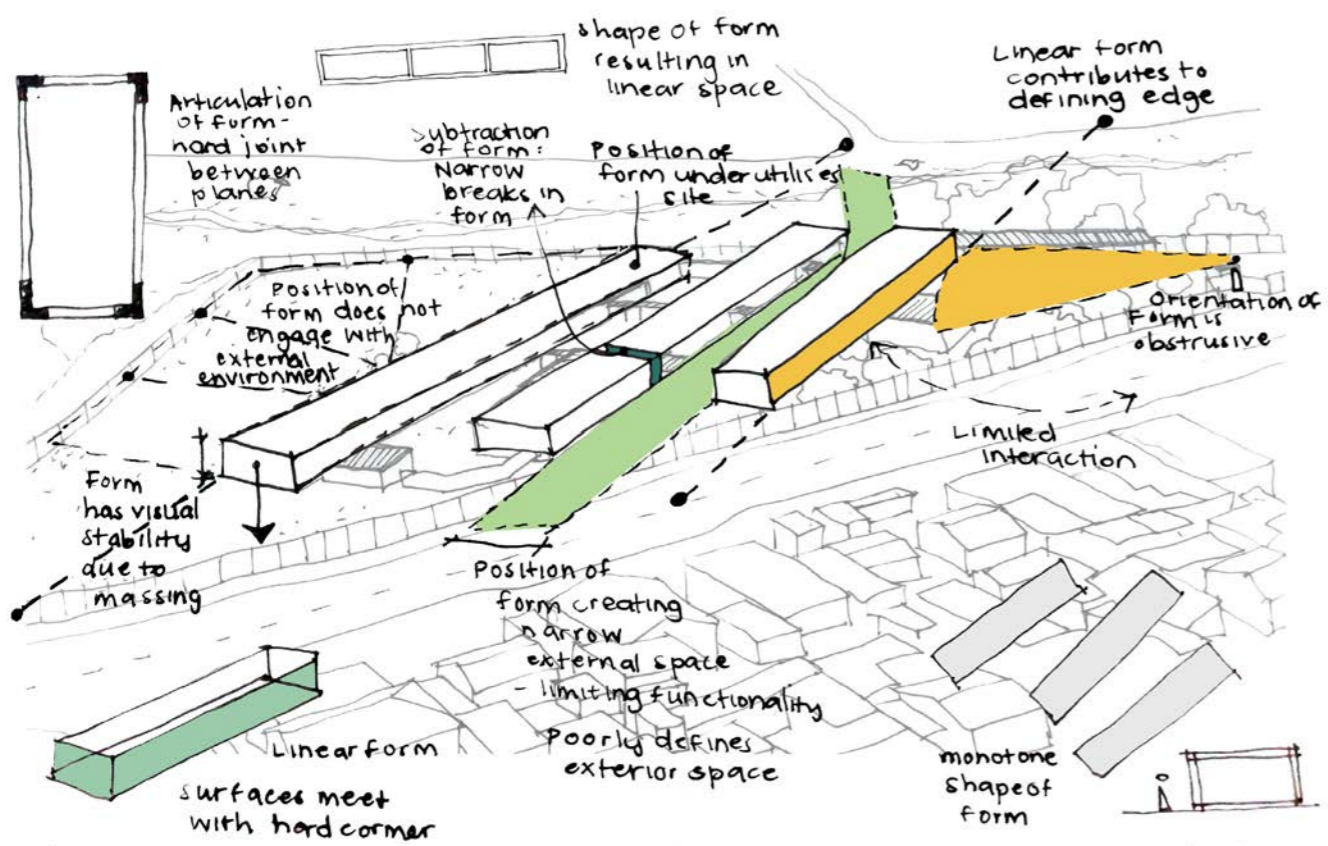 shape of form
resulting in
linear space
Linear form
contributes to
defining edge
Articulation
of form-
hard joint
between
planes
Subtraction
of form:
Narrow
breaks in
form
Position of
form under utilises
site
Position of
form does not
engage with
external
environment
Orientation of
Form is
obstrusive
Limited
interaction
Form
has visual
stability
due to
massing
Position of
form creating
narrow
external space
- limiting functionality
Poorly defines
exterior space
Linear form
surfaces meet
with hard corner
monotone
shape of
form